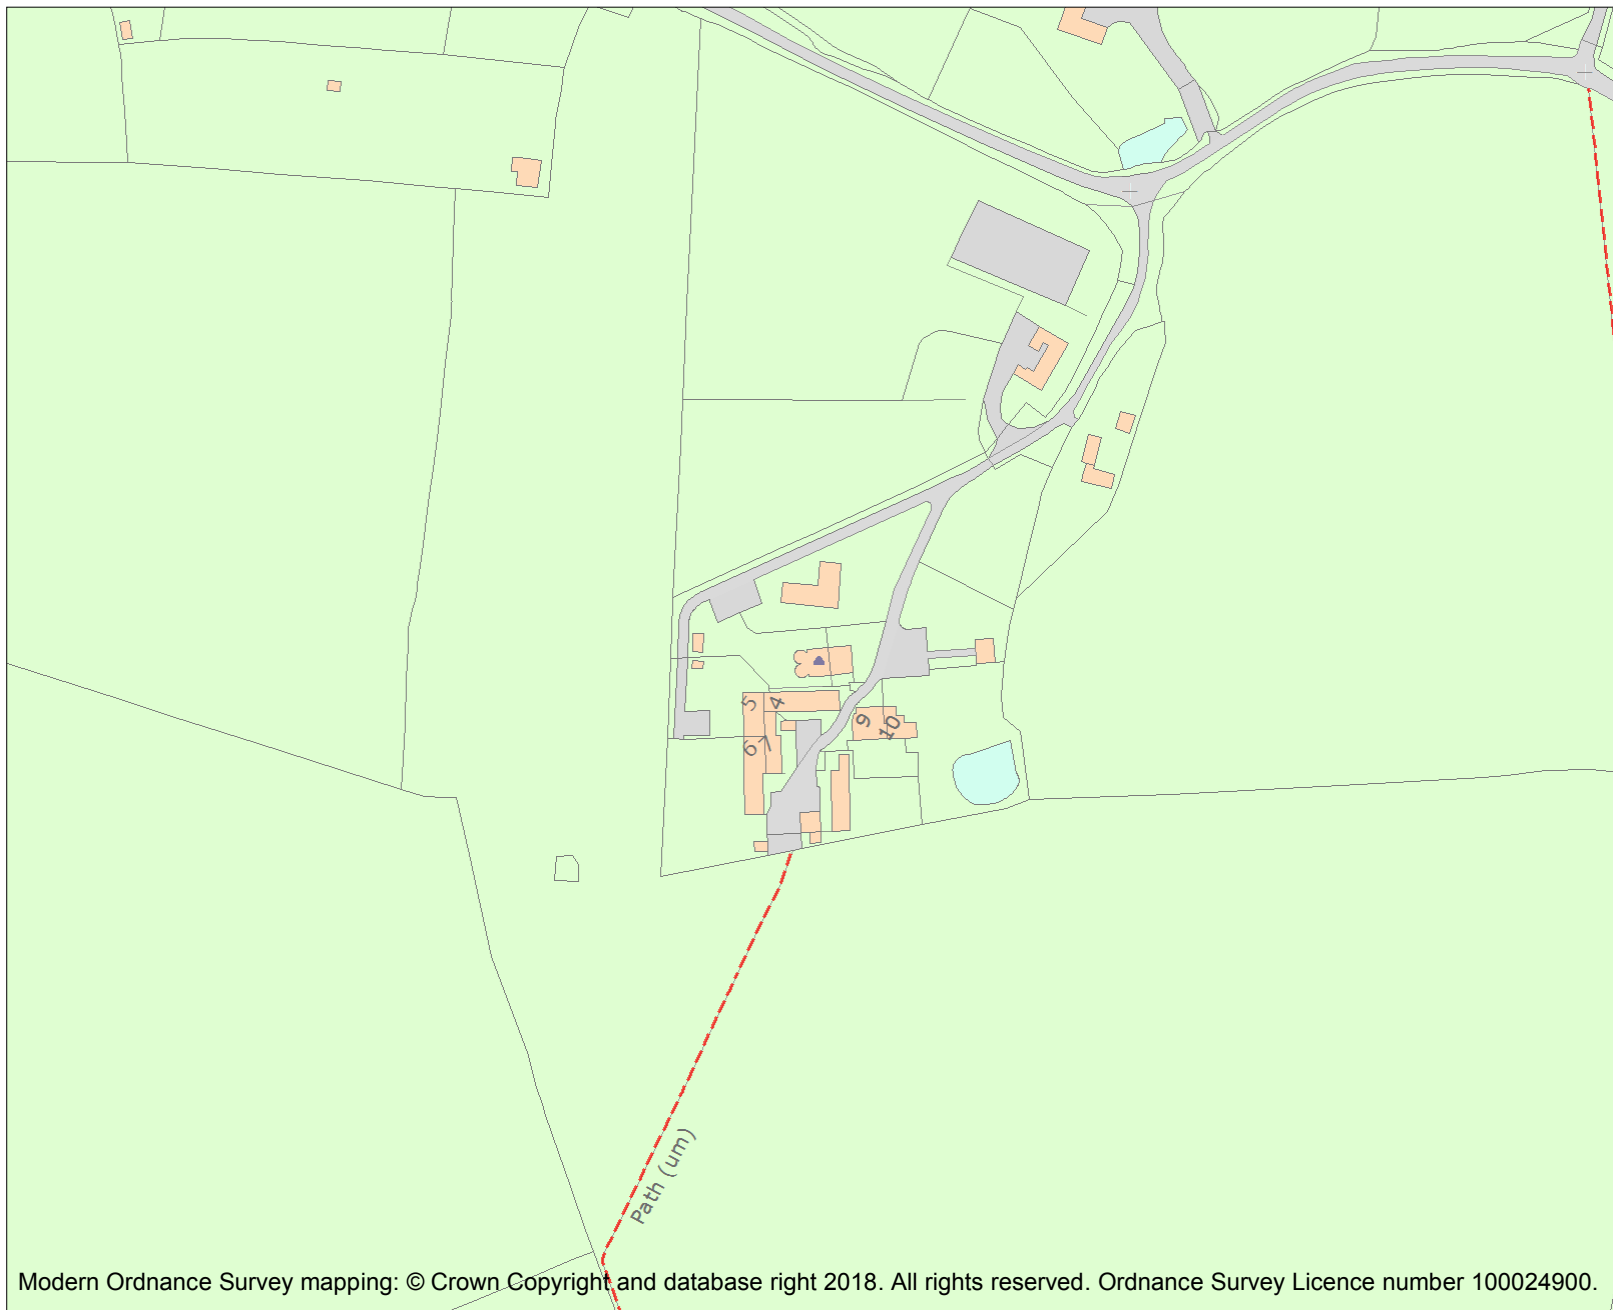 5 4
9 10
6 7
Path (um)
Modern Ordnance Survey mapping: © Crown Copyright and database right 2018. All rights reserved. Ordnance Survey Licence number 100024900.